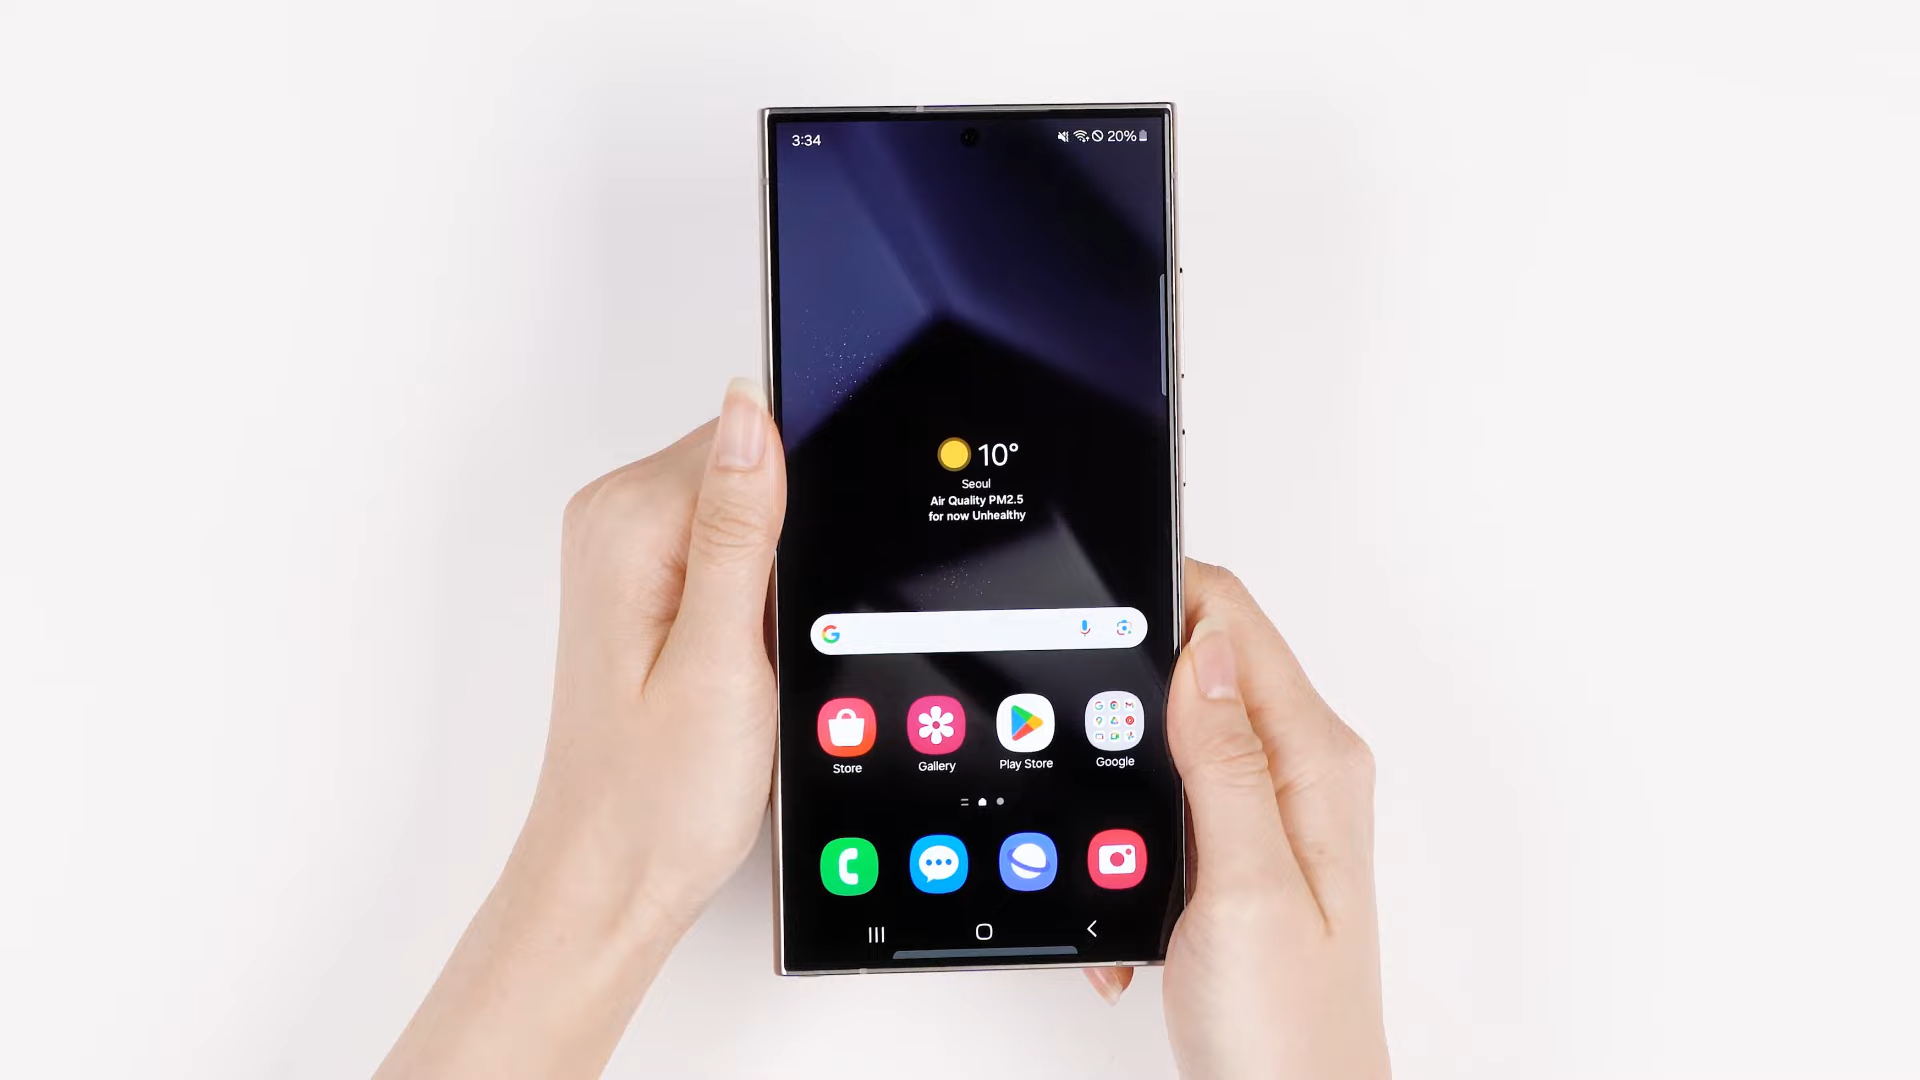 3:34
20%
10°
Seoul
Air Quality PM2.5
for now Unhealthy
Store
Gallery
Play Store
Google